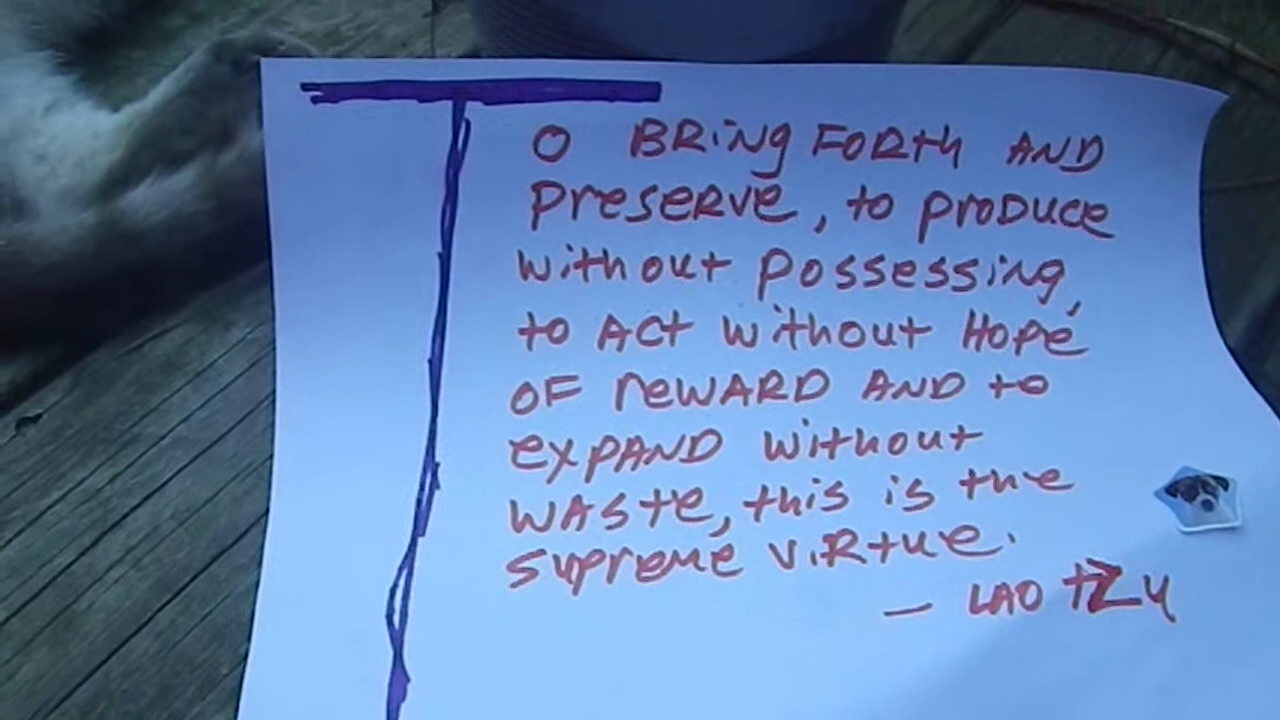 TO BRiNg FORth AND
PreSeRVe, to proDuce
without possessing,
to Act without Hope
OF reWARD AND to
expAND without
WASte, this is the
supreme ViRtue.
— LAO tZu